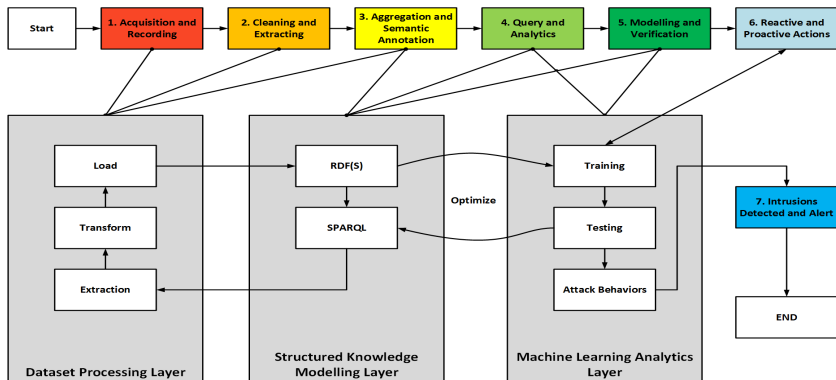 Start
1. Acquisition and
Recording
2. Cleaning and
Extracting
3. Aggregation and
Semantic
Annotation
4. Query and
Analytics
5. Modelling and
Verification
6. Reactive and
Proactive Actions
Load
Transform
Extraction
Dataset Processing Layer
RDF(S)
SPARQL
Structured Knowledge
Modelling Layer
Optimize
Training
Testing
Attack Behaviors
Machine Learning Analytics
Layer
7. Intrusions
Detected and Alert
END